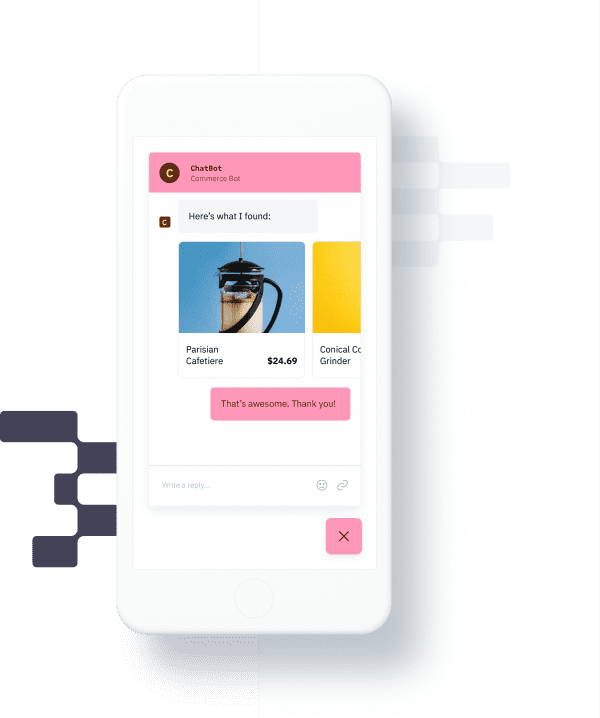 C
ChatBot
Commerce Bot
C
Here's what I found:
Parisian
Cafetiere
$24.69
Conical Co
Grinder
That's awesome. Thank you!
Write a reply...